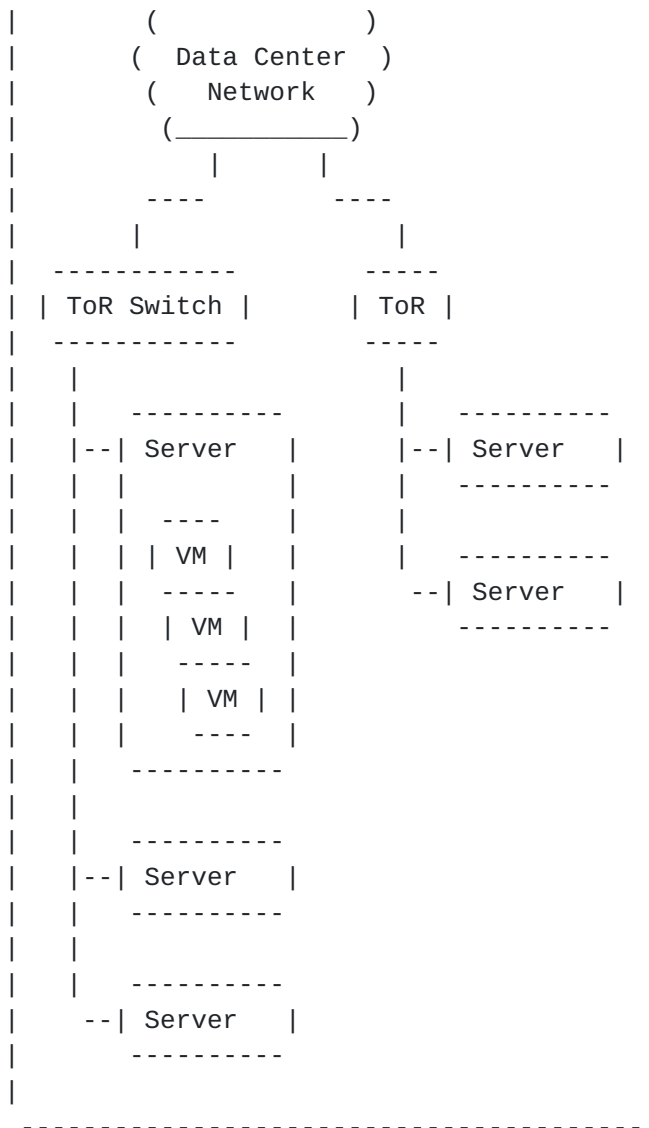 Data Center
Network
ToR Switch
ToR
Server
Server
VM
Server
VM
VM
Server
Server